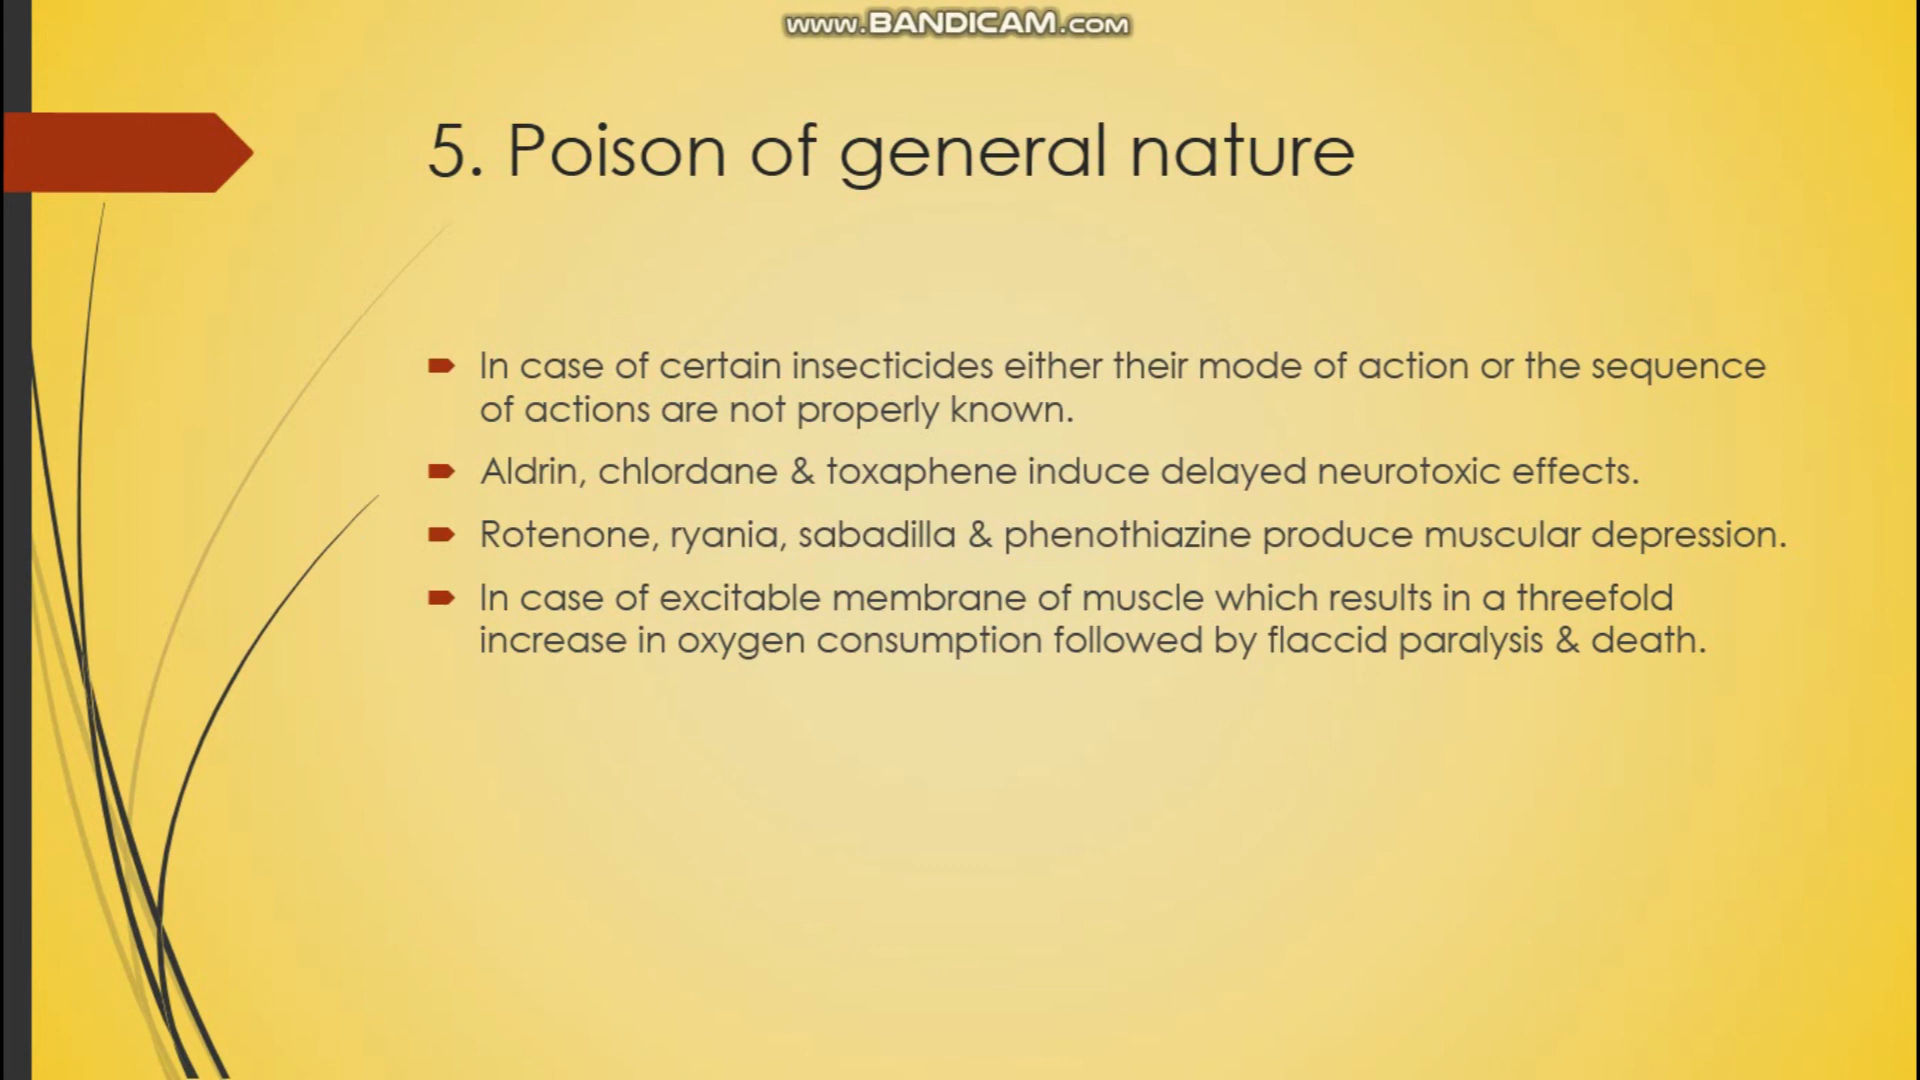 www.BANDICAM.com
5. Poison of general nature
In case of certain insecticides either their mode of action or the sequence
of actions are not properly known.
Aldrin, chlordane & toxaphene induce delayed neurotoxic effects.
Rotenone, ryania, sabadilla & phenothiazine produce muscular depression.
In case of excitable membrane of muscle which results in a threefold
increase in oxygen consumption followed by flaccid paralysis & death.